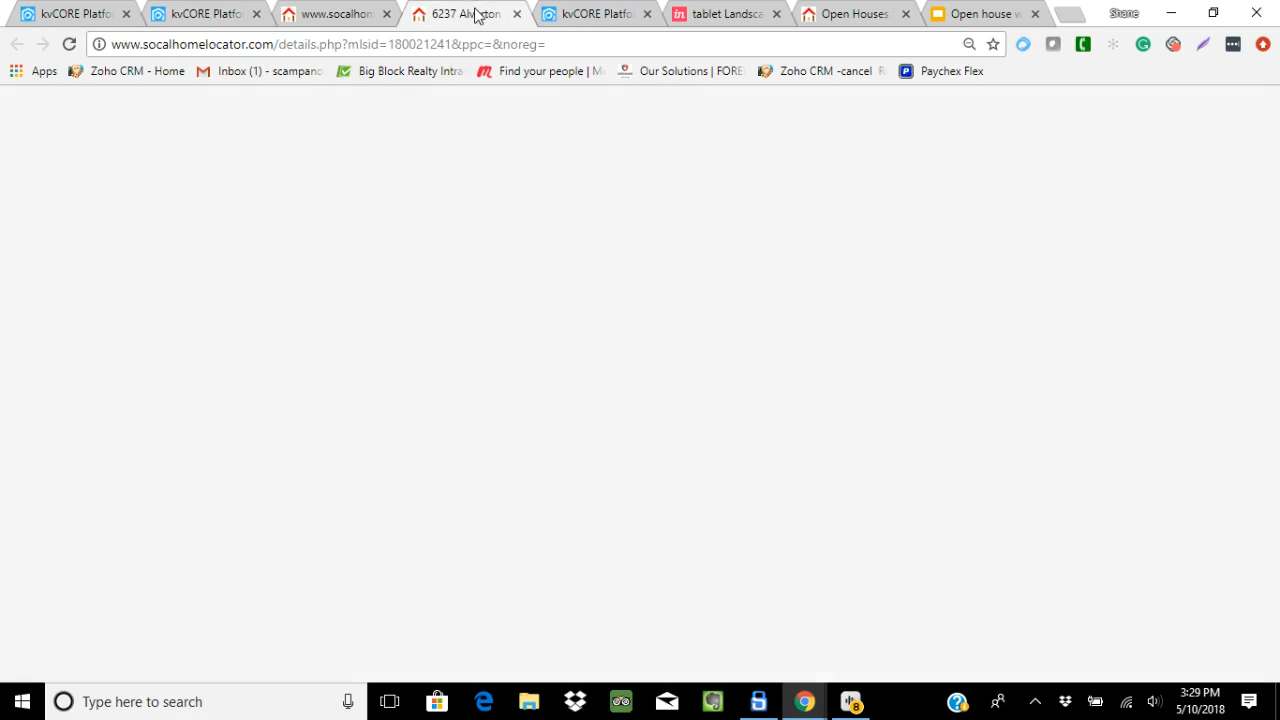 kvCORE Platfo
kvCORE Platfo
www.socalhom
6237 Al
kvCORE Platfo
tablet Landsca
Open Houses
Open house w
Shane
www.socalhomelocator.com/details.php?mlsid=180021241&ppc=&noreg=
Apps
Zoho CRM - Home
Inbox (1) - scampano
Big Block Realty Intra
Find your people | M
Our Solutions | FORE
Zoho CRM -cancel R
Paychex Flex
Type here to search
8
3:29 PM
5/10/2018